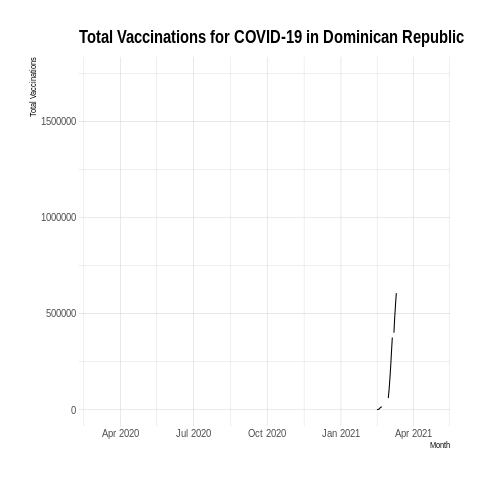 Total Vaccinations for COVID-19 in Dominican Republic
Total Vaccinations
1500000
1000000
500000
0
Apr 2020 Jul 2020 Oct 2020 Jan 2021 Apr 2021
Month